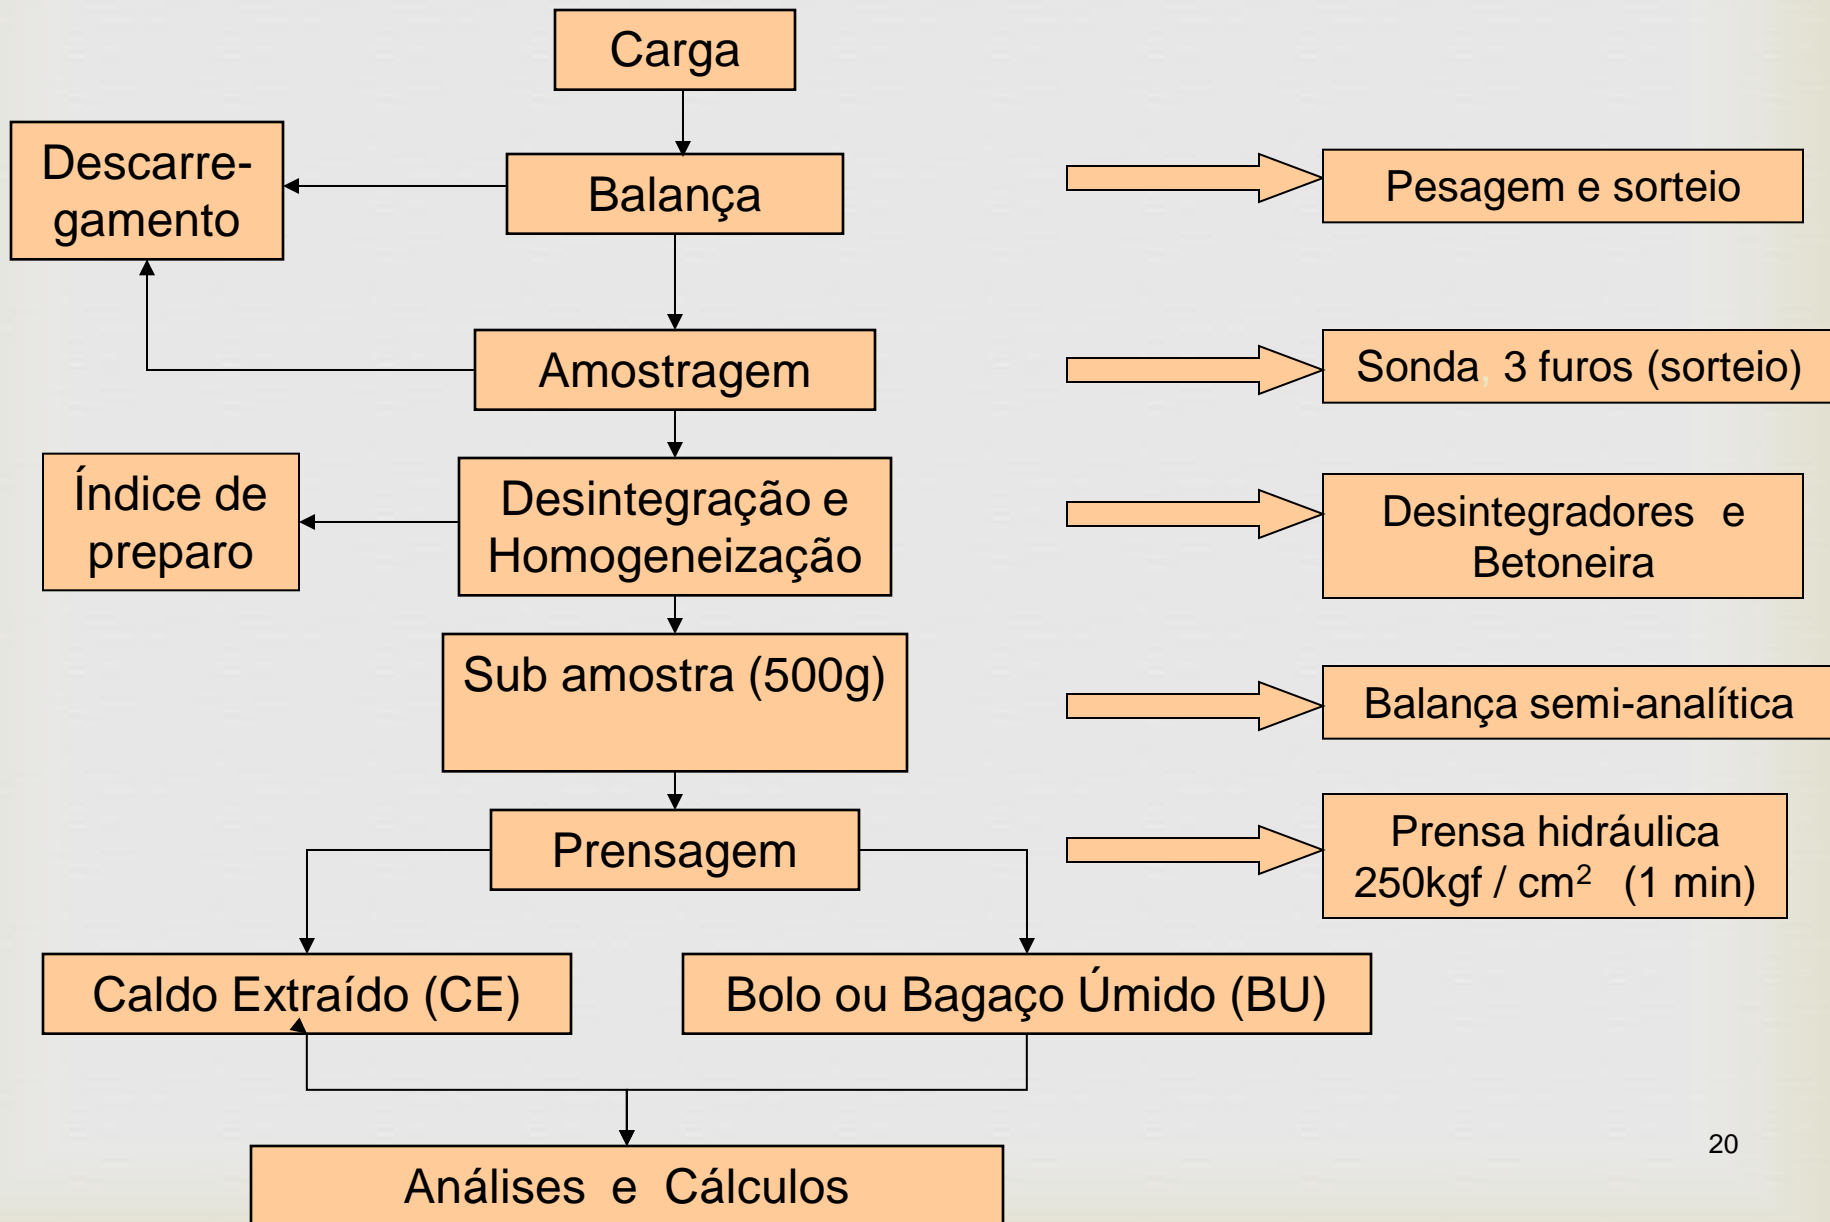 Carga
Descarre-
gamento
Balança
Pesagem e sorteio
Amostragem
Sonda, 3 furos (sorteio)
Índice de
preparo
Desintegração e
Homogeneização
Desintegradores e
Betoneira
Sub amostra (500g)
Balança semi-analítica
Prensagem
Prensa hidráulica
250kgf / cm² (1 min)
Caldo Extraído (CE)
Bolo ou Bagaço Úmido (BU)
Análises e Cálculos
20